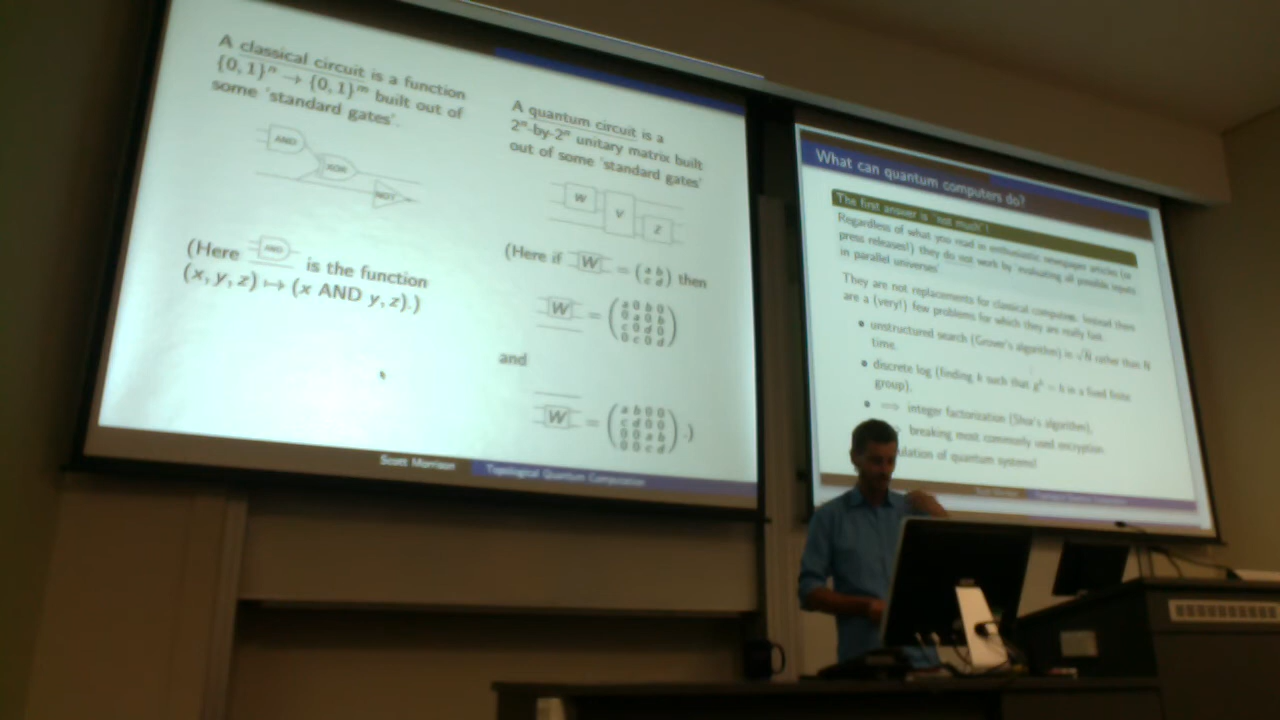 A classical circuit is a function
{0, 1}ⁿ → {0, 1}ᵐ built out of
some 'standard gates'.
AND
XOR
NOT
(Here AND is the function
(x, y, z) ↦ (x AND y, z).)
A quantum circuit is a
2ⁿ-by-2ⁿ unitary matrix built
out of some 'standard gates'
W
V
Z
(Here if W = (a b
c d) then
W = (a 0 b 0
0 a 0 b
c 0 d 0
0 c 0 d)
and
W = (a b 0 0
c d 0 0
0 0 a b
0 0 c d) .)
Scott Morrison Topological Quantum Computation
What can quantum computers do?
The first answer is "not much"!
Regardless of what you read in enthusiastic newspaper articles (or
press releases!) they do not work by 'evaluating all possible inputs
in parallel universes'
They are not replacements for classical computing. Instead there
are a (very!) few problems for which they are really fast.
• unstructured search (Grover's algorithm) in √N rather than N
time.
• discrete log (finding k such that gᵏ = h in a fixed finite
group),
• ⟹ integer factorization (Shor's algorithm),
breaking most commonly used encryption
ulation of quantum systems!
Scott Morrison Topological Quantum Computation